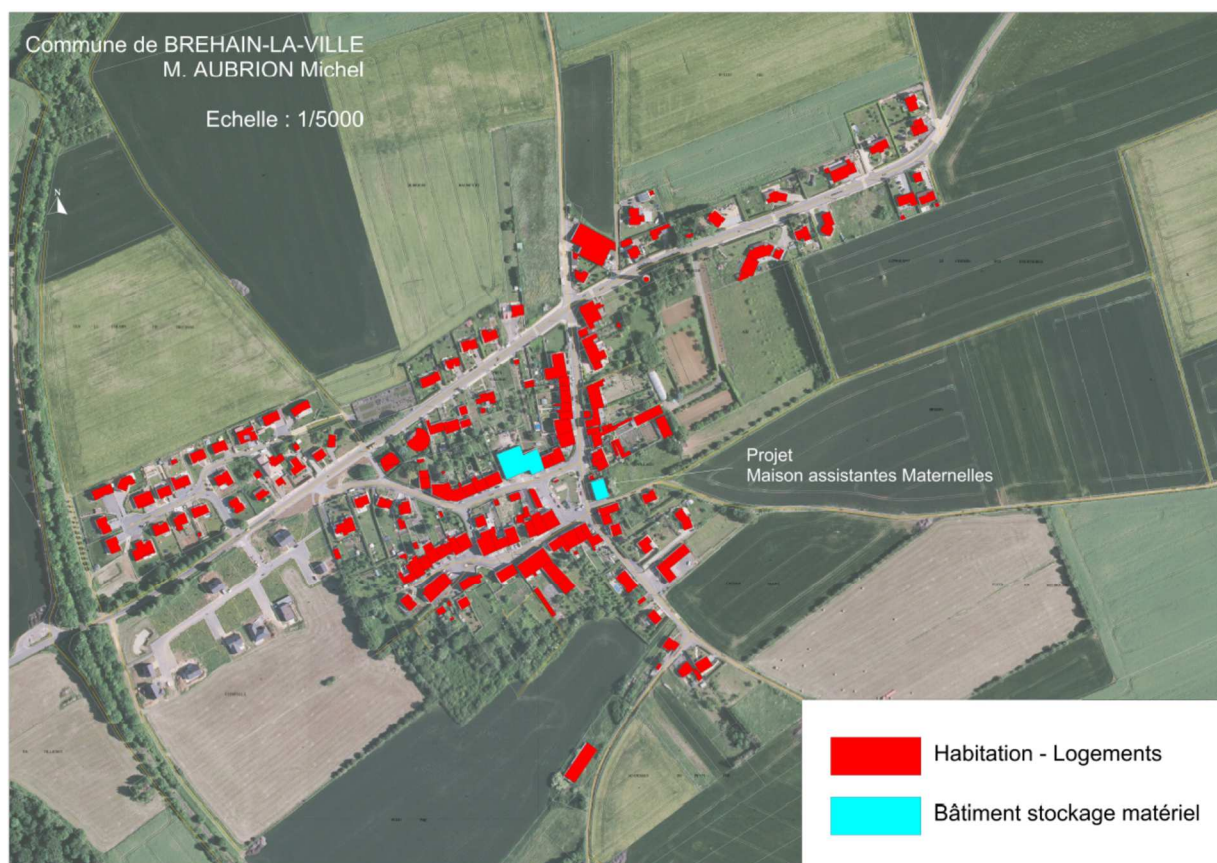 Commune de BREHAIN-LA-VILLE
M. AUBRION Michel
Echelle : 1/5000
N
Projet
Maison assistantes Maternelles
Habitation - Logements
Bâtiment stockage matériel